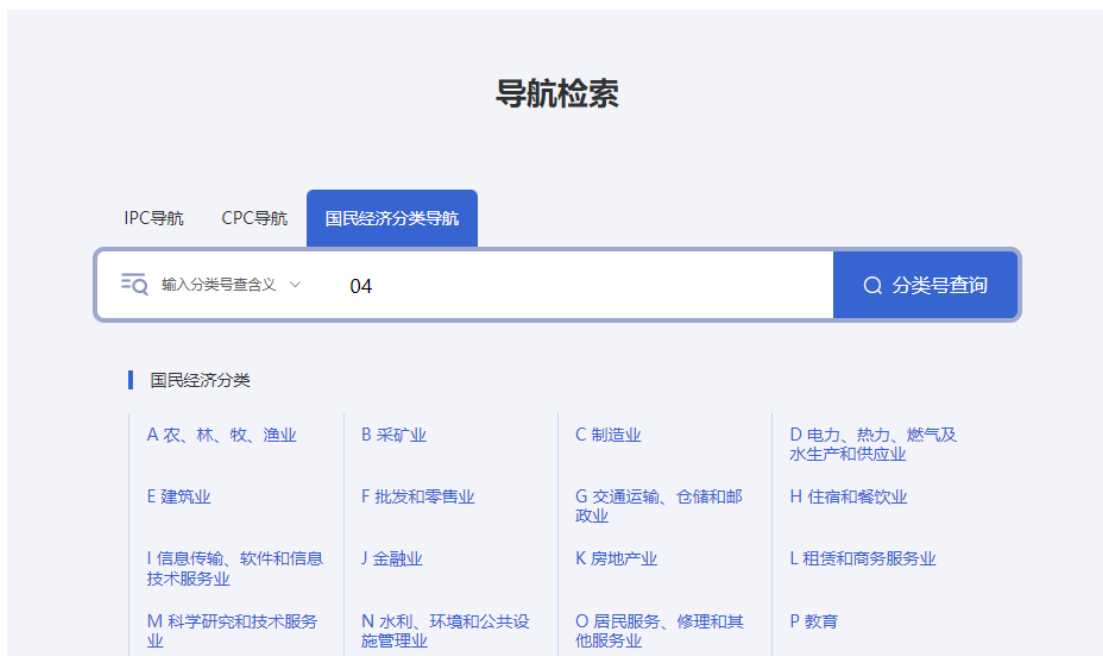 导航检索
IPC导航 CPC导航 国民经济分类导航
输入分类号查含义 04 分类号查询
国民经济分类
A 农、林、牧、渔业 B 采矿业 C 制造业 D 电力、热力、燃气及
水生产和供应业
E 建筑业 F 批发和零售业 G 交通运输、仓储和邮 H 住宿和餐饮业
政业
I 信息传输、软件和信息 J 金融业 K 房地产业 L 租赁和商务服务业
技术服务业
M 科学研究和技术服务 N 水利、环境和公共设 O 居民服务、修理和其 P 教育
业 施管理业 他服务业